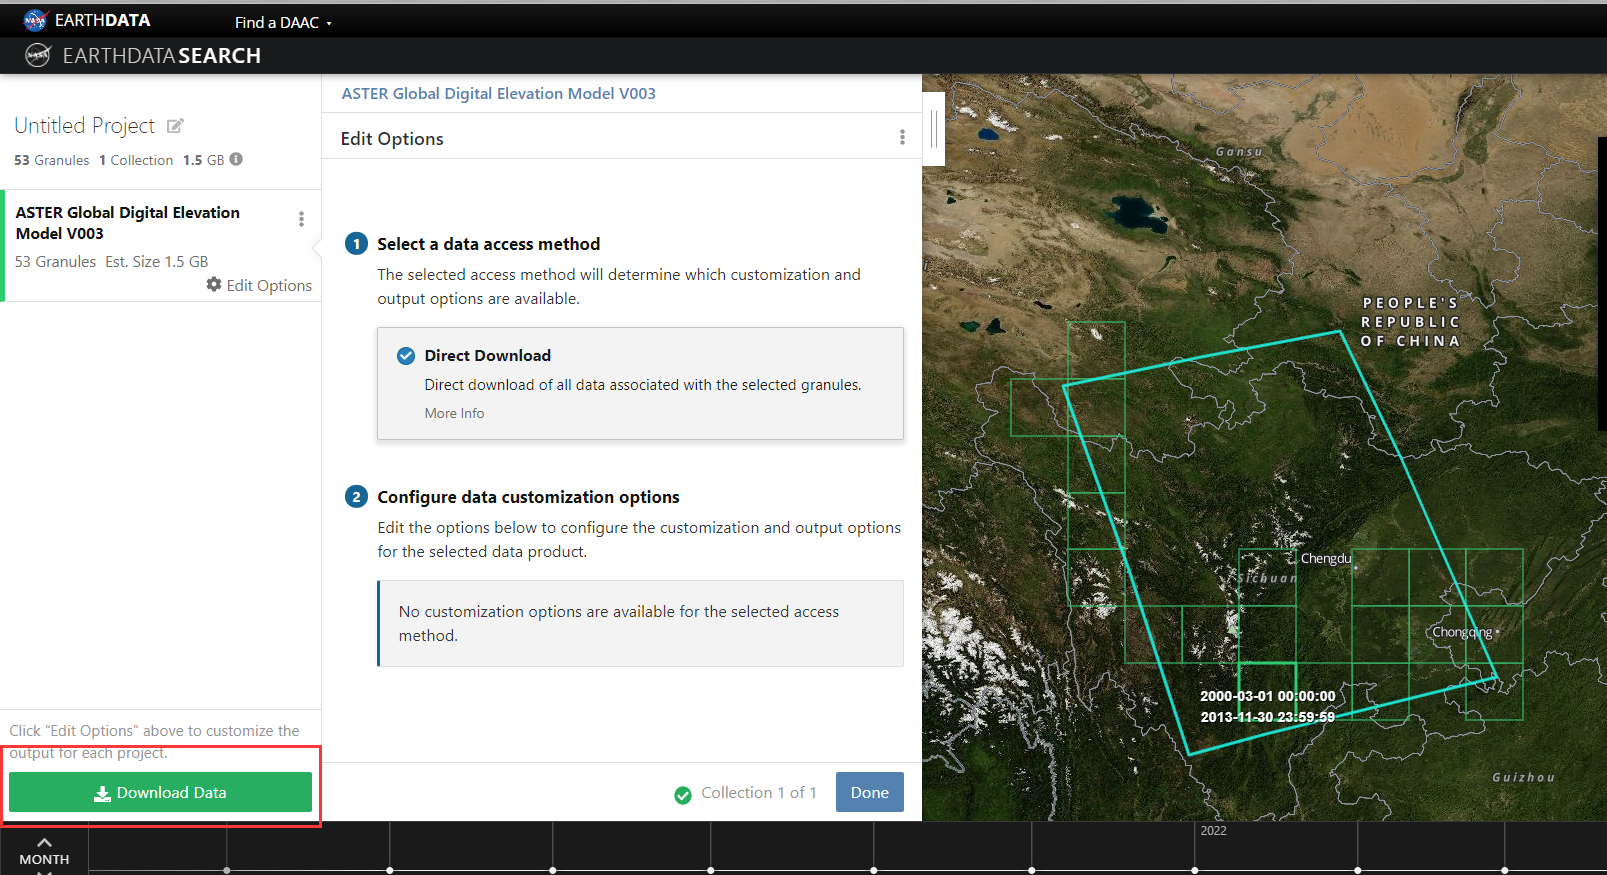 EARTHDATA
Find a DAAC
EARTHDATA SEARCH
Untitled Project
53 Granules 1 Collection 1.5 GB
ASTER Global Digital Elevation
Model V003
53 Granules Est. Size 1.5 GB
Edit Options
Click “Edit Options” above to customize the
output for each project.
Download Data
ASTER Global Digital Elevation Model V003
Edit Options
1 Select a data access method
The selected access method will determine which customization and
output options are available.
Direct Download
Direct download of all data associated with the selected granules.
More Info
2 Configure data customization options
Edit the options below to configure the customization and output options
for the selected data product.
No customization options are available for the selected access
method.
Collection 1 of 1
Done
Gansu
PEOPLE'S
REPUBLIC
OF CHINA
Chengdu
Sichuan
Chongqing
2000-03-01 00:00:00
2013-11-30 23:59:59
Guizhou
2022
MONTH